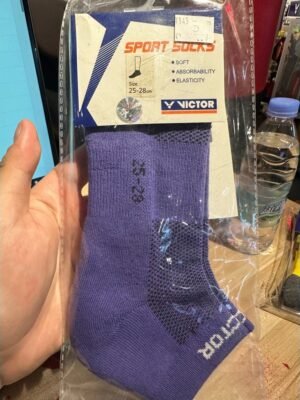 SPORT SOCKS
• SOFT
• ABSORBABILITY
• ELASTICITY
Size
25-28cm
VICTOR
25-28
VICTOR